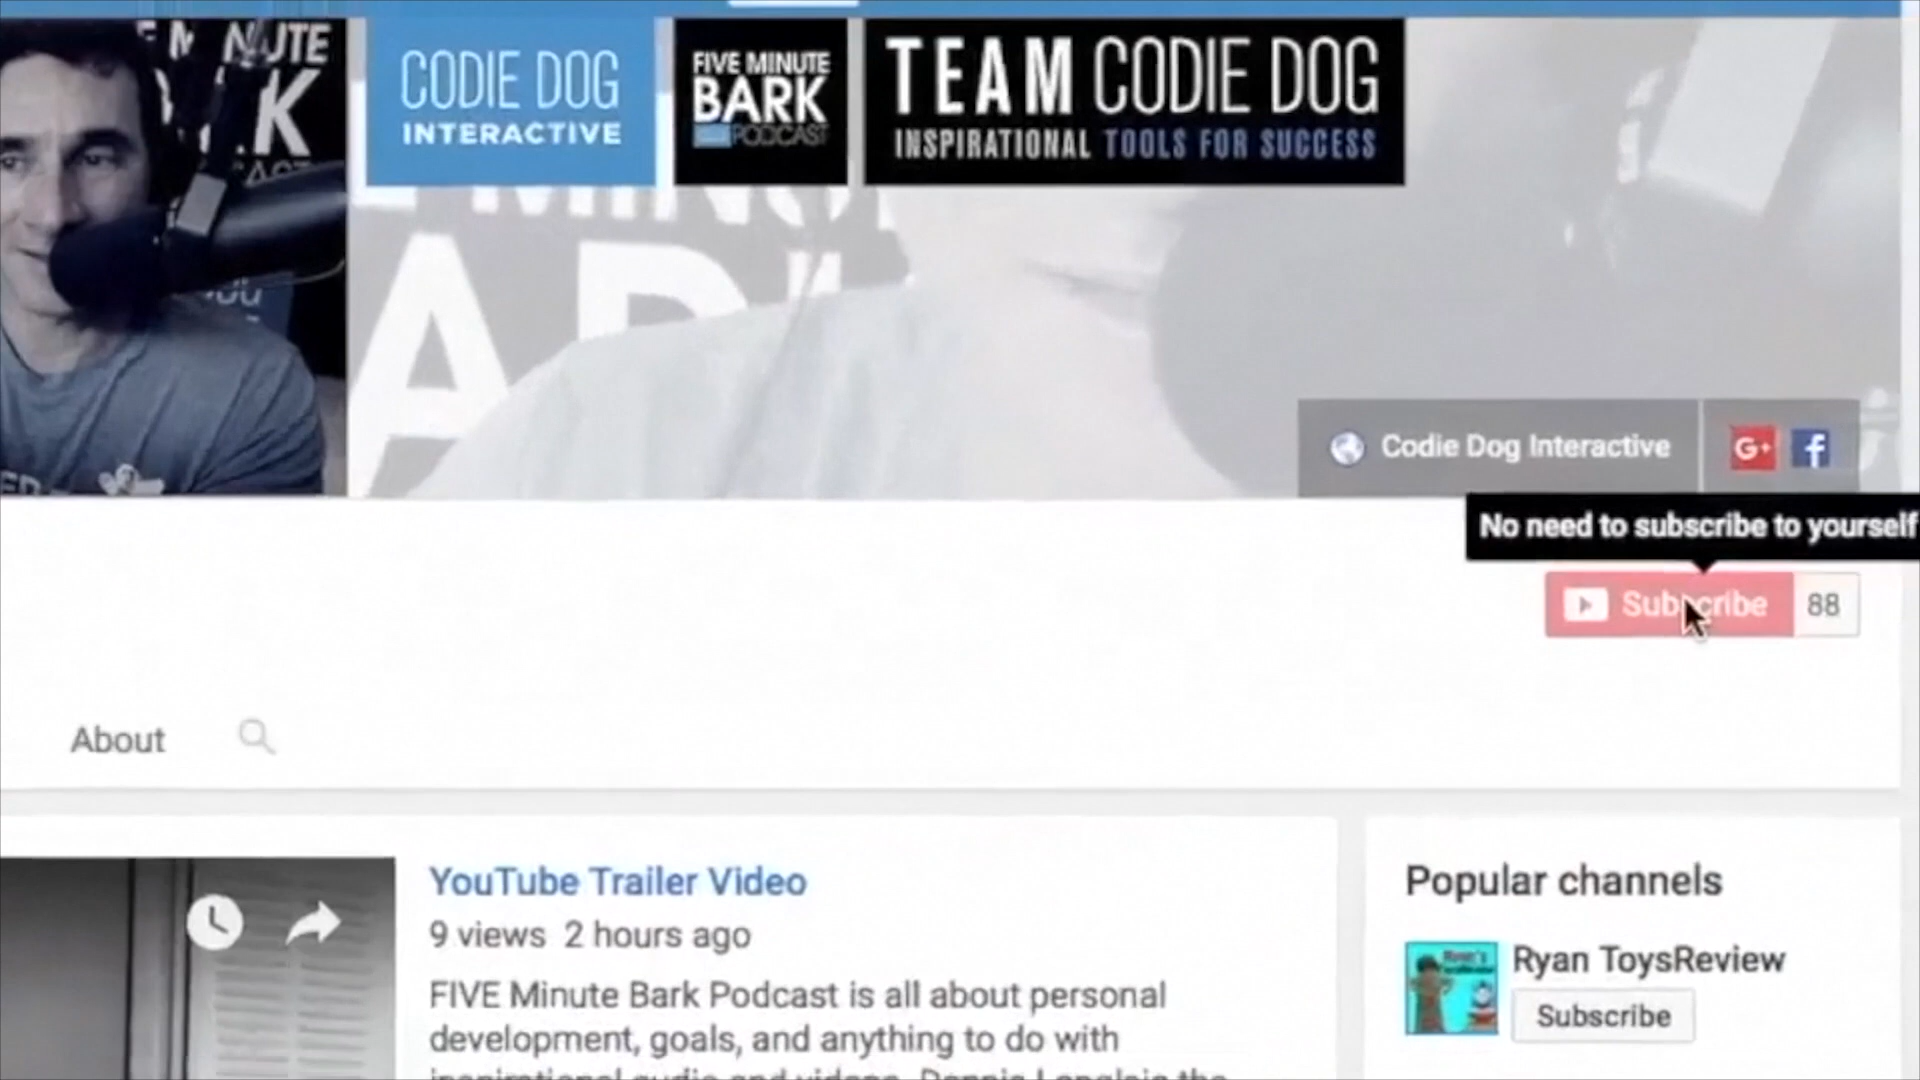 CODIE DOG
INTERACTIVE
FIVE MINUTE
BARK
PODCAST
TEAM CODIE DOG
INSPIRATIONAL TOOLS FOR SUCCESS
Codie Dog Interactive
G+ f
No need to subscribe to yourself
Subscribe 88
About
YouTube Trailer Video
9 views 2 hours ago
FIVE Minute Bark Podcast is all about personal
development, goals, and anything to do with
Popular channels
Ryan ToysReview
Subscribe